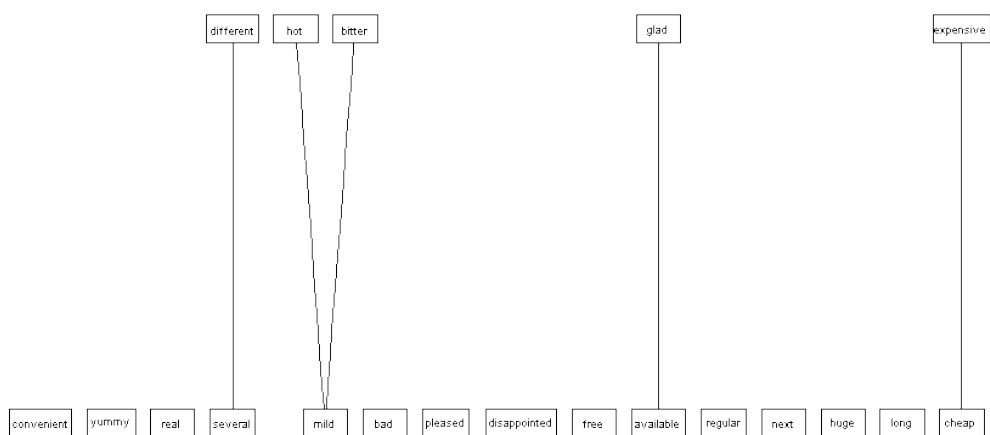 different hot bitter glad expensive
convenient yummy real several mild bad pleased disappointed free available regular next huge long cheap